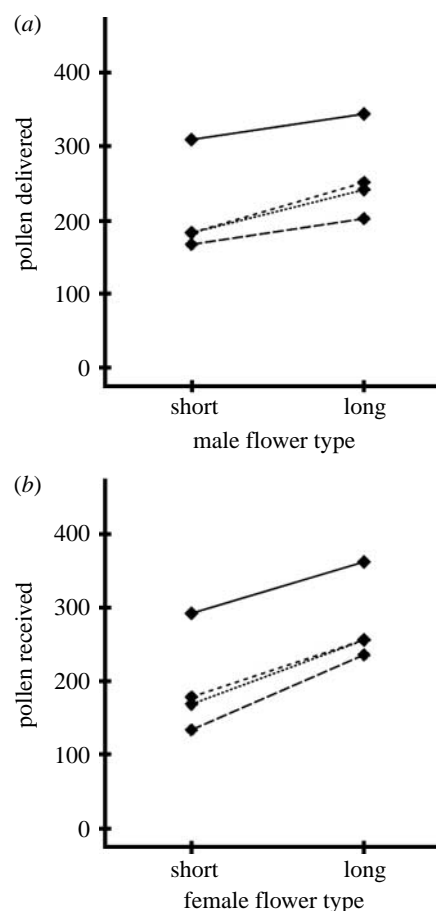 (a)
400
300
200
100
0
pollen delivered
short long
male flower type
(b)
400
300
200
100
0
pollen received
short long
female flower type